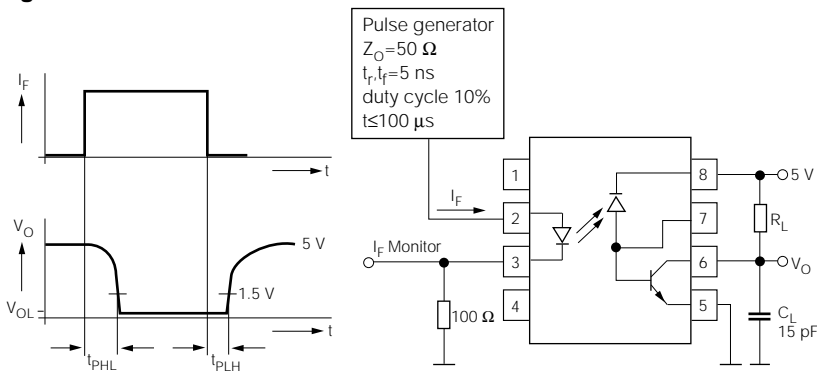 g
I_F
t
V_O
5 V
1.5 V
V_OL
t
t_PHL
t_PLH
Pulse generator
Z_O=50 Ω
t_r,t_f=5 ns
duty cycle 10%
t≤100 μs
I_F
I_F Monitor
100 Ω
1
2
3
4
8
7
6
5
5 V
R_L
V_O
C_L
15 pF